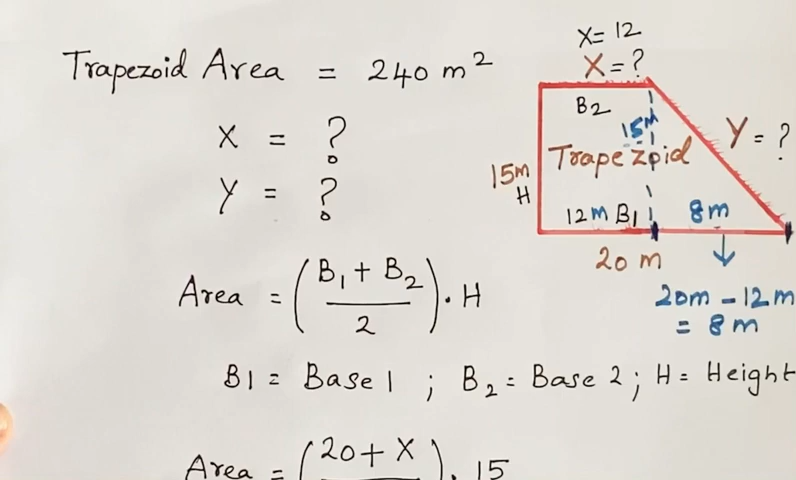 X= 12
X = ?
Trapezoid Area = 240 m²
B2
15M
X = ?
Y = ?
Trapezoid
15m
H
Y = ?
12m B1
8m
20 m
Area = (B1 + B2 / 2) . H
20m - 12m
= 8m
B1 = Base 1 ; B2 = Base 2 ; H = Height
Area = (20 + X) . 15